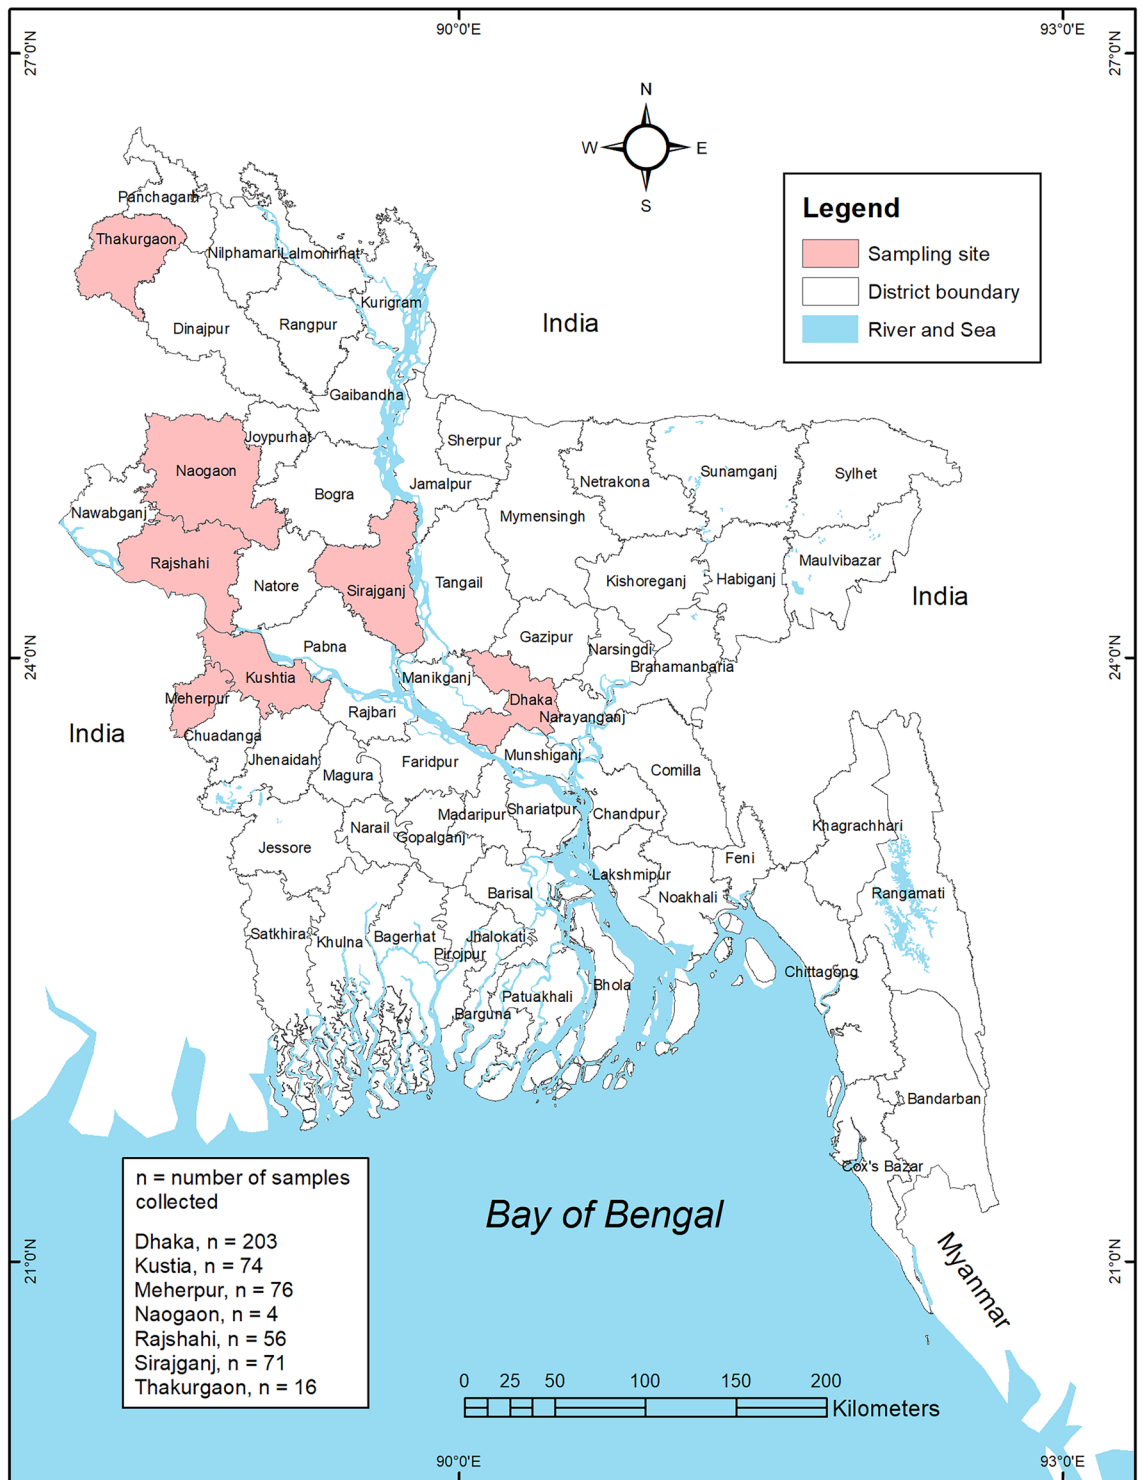 90°0'E
93°0'E
27°0'N
27°0'N
N
W
E
S
Legend
Sampling site
District boundary
River and Sea
Panchagarh
Thakurgaon
Nilphamari
Lalmonirhat
Kurigram
Dinajpur
Rangpur
India
Gaibandha
Joypurhat
Sherpur
Naogaon
Sunamganj
Sylhet
Bogra
Jamalpur
Netrakona
Nawabganj
Mymensingh
Rajshahi
Maulvibazar
Natore
Sirajganj
Tangail
Kishoreganj
Habiganj
India
Gazipur
Pabna
Narsingdi
24°0'N
24°0'N
Brahamanbaria
Kushtia
Manikganj
Meherpur
Dhaka
Rajbari
Narayanganj
India
Chuadanga
Jhenaidah
Faridpur
Munshiganj
Magura
Comilla
Madaripur
Shariatpur
Chandpur
Narail
Gopalganj
Khagrachhari
Jessore
Feni
Lakshmipur
Barisal
Noakhali
Rangamati
Satkhira
Khulna
Bagerhat
Jhalokati
Pirojpur
Chittagong
Patuakhali
Bhola
Barguna
Bandarban
Cox's Bazar
n = number of samples
collected
Dhaka, n = 203
Kustia, n = 74
Meherpur, n = 76
Naogaon, n = 4
Rajshahi, n = 56
Sirajganj, n = 71
Thakurgaon, n = 16
Bay of Bengal
21°0'N
21°0'N
Myanmar
0 25 50 100 150 200
Kilometers
90°0'E
93°0'E